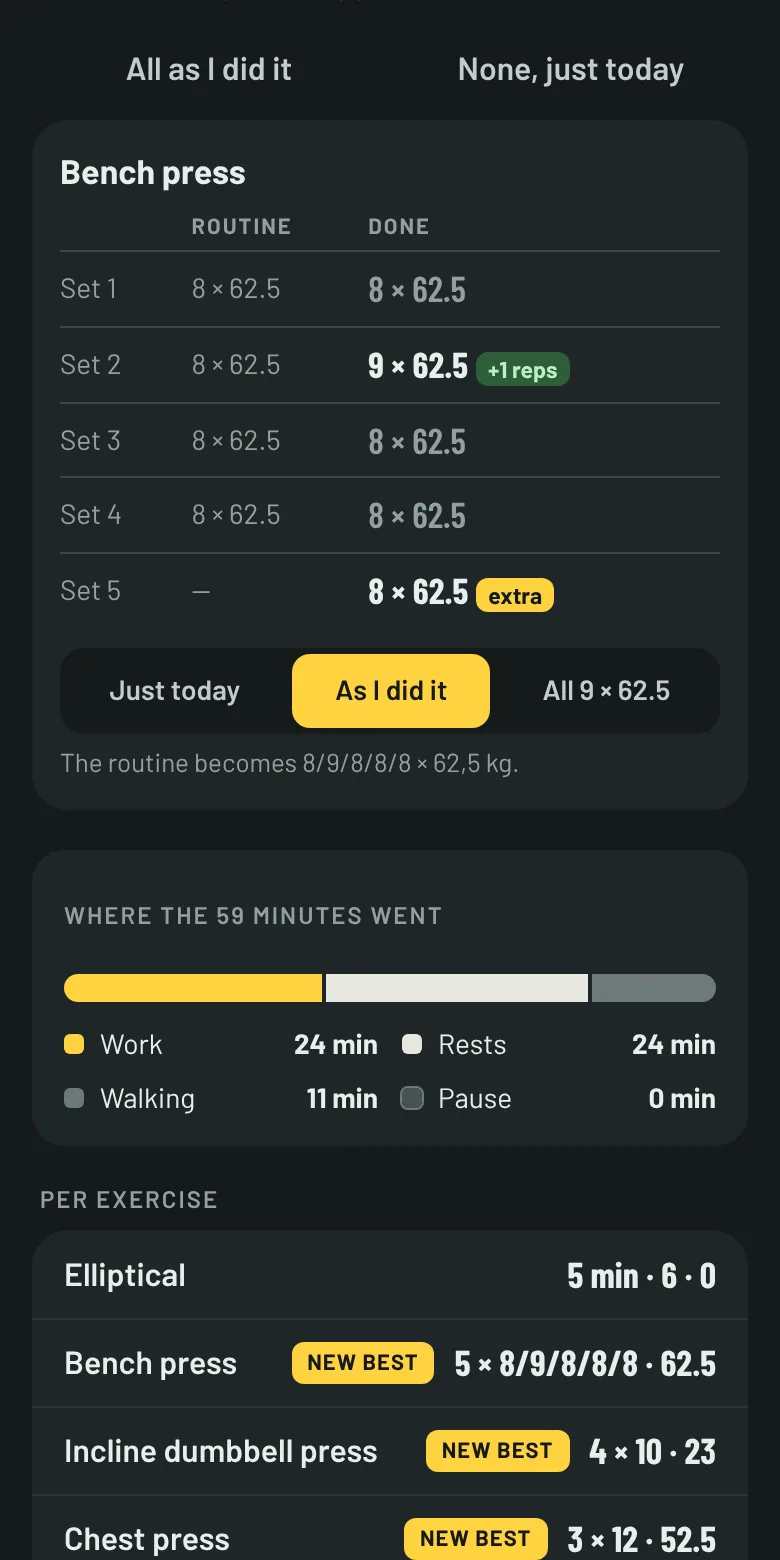 All as I did it None, just today
Bench press
ROUTINE DONE
Set 1 8 × 62.5 8 × 62.5
Set 2 8 × 62.5 9 × 62.5 +1 reps
Set 3 8 × 62.5 8 × 62.5
Set 4 8 × 62.5 8 × 62.5
Set 5 – 8 × 62.5 extra
Just today As I did it All 9 × 62.5
The routine becomes 8/9/8/8/8 × 62,5 kg.
WHERE THE 59 MINUTES WENT
Work 24 min Rests 24 min
Walking 11 min Pause 0 min
PER EXERCISE
Elliptical 5 min · 6 · 0
Bench press NEW BEST 5 × 8/9/8/8/8 · 62.5
Incline dumbbell press NEW BEST 4 × 10 · 23
Chest press NEW BEST 3 × 12 · 52.5